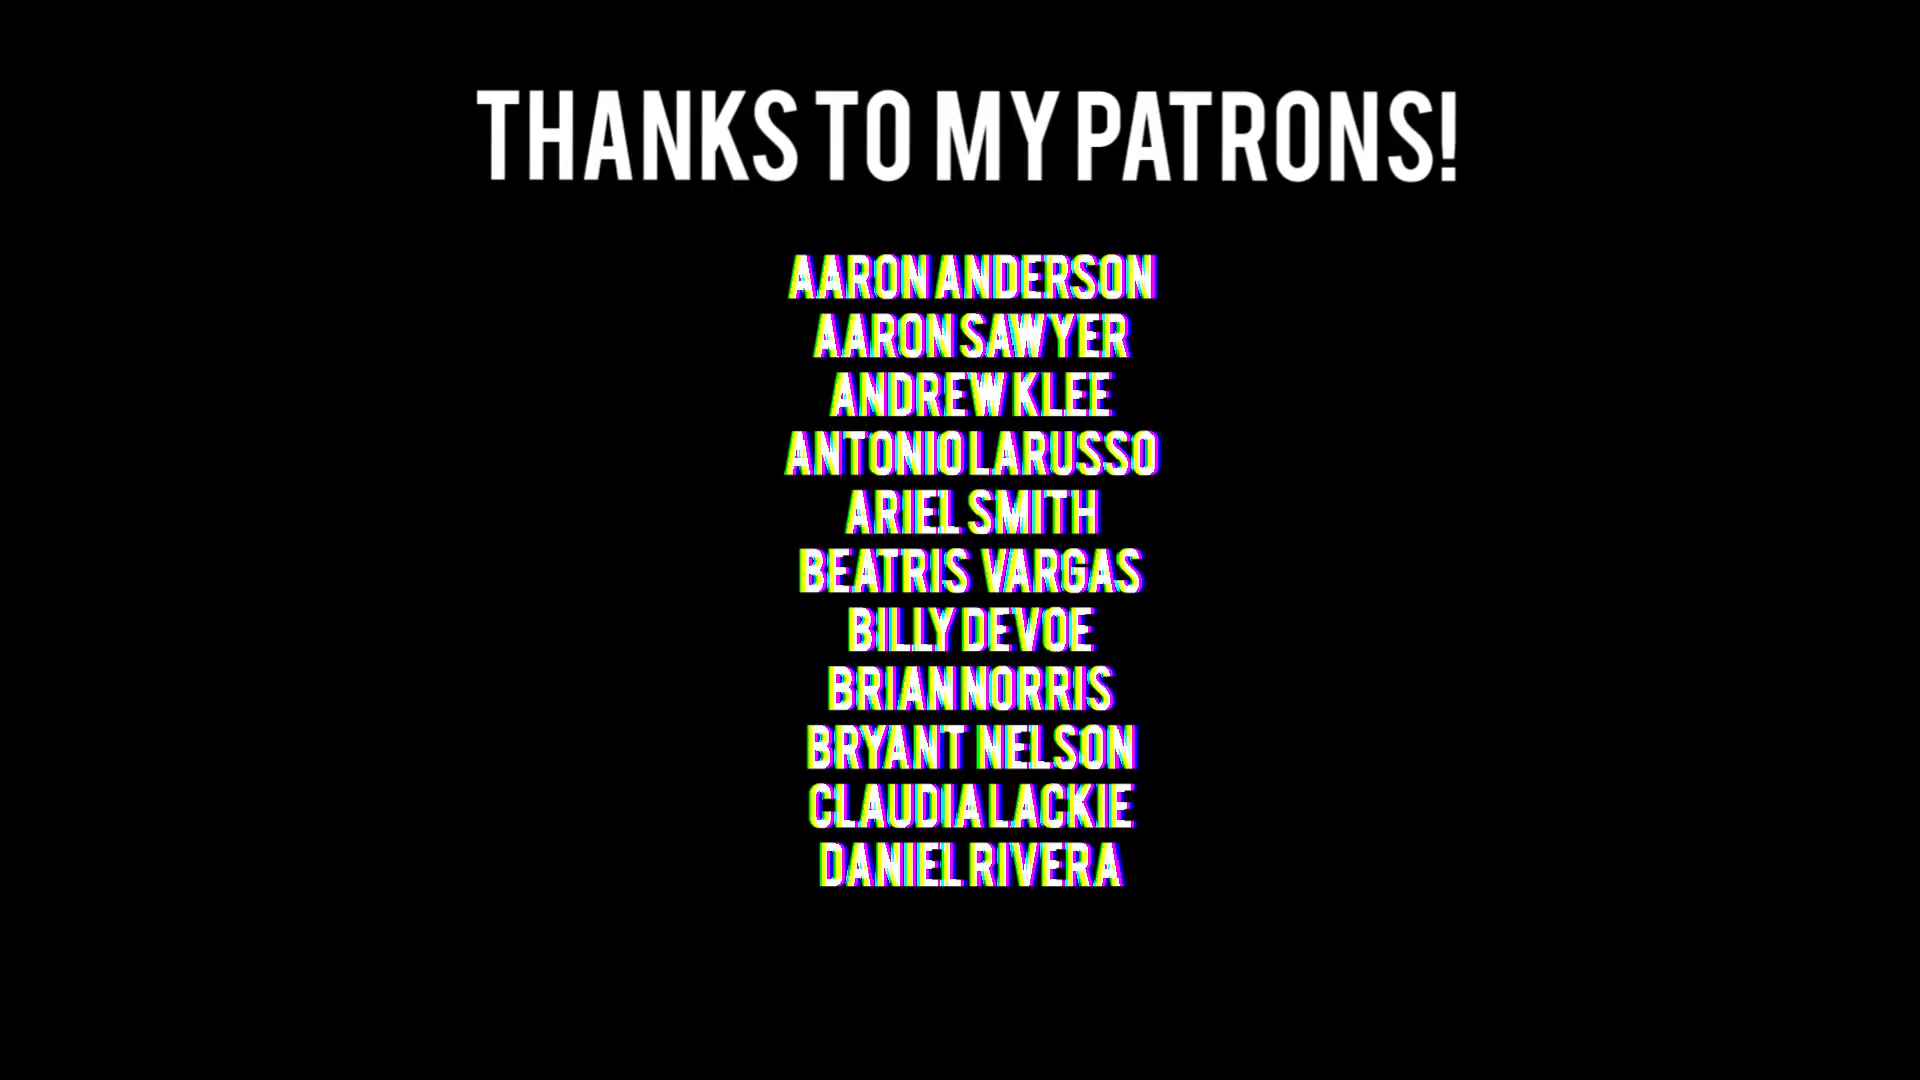 THANKS TO MY PATRONS!
AARON ANDERSON
AARON SAWYER
ANDREW KLEE
ANTONIO LARUSSO
ARIEL SMITH
BEATRIS VARGAS
BILLY DEVOE
BRIAN NORRIS
BRYANT NELSON
CLAUDIA LACKIE
DANIEL RIVERA